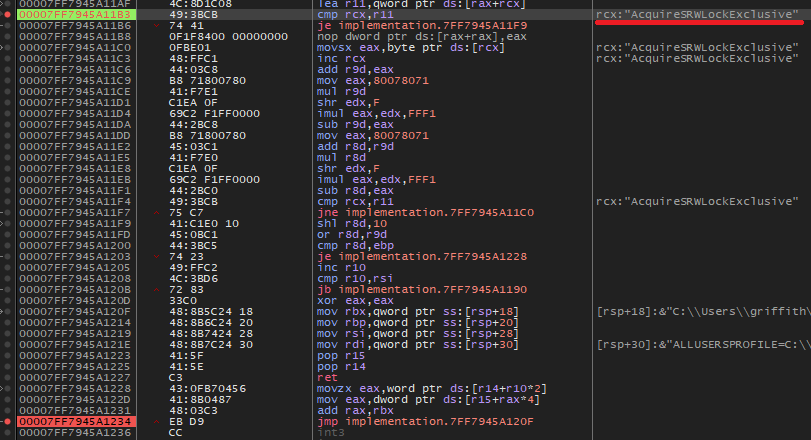 00007FF7945A11AF 4C:8D1C08 lea r11,qword ptr ds:[rax+rcx]
00007FF7945A11B3 49:3BCB cmp rcx,r11 rcx:"AcquireSRWLockExclusive"
00007FF7945A11B6 74 41 je implementation.7FF7945A11F9
00007FF7945A11B8 0F1F8400 00000000 nop dword ptr ds:[rax+rax],eax
00007FF7945A11C0 0FBE01 movsx eax,byte ptr ds:[rcx] rcx:"AcquireSRWLockExclusive"
00007FF7945A11C3 48:FFC1 inc rcx rcx:"AcquireSRWLockExclusive"
00007FF7945A11C6 44:03C8 add r9d,eax
00007FF7945A11C9 B8 71800780 mov eax,80078071
00007FF7945A11CE 41:F7E1 mul r9d
00007FF7945A11D1 C1EA 0F shr edx,F
00007FF7945A11D4 69C2 F1FF0000 imul eax,edx,FFF1
00007FF7945A11DA 44:2BC8 sub r9d,eax
00007FF7945A11DD B8 71800780 mov eax,80078071
00007FF7945A11E2 45:03C1 add r8d,r9d
00007FF7945A11E5 41:F7E0 mul r8d
00007FF7945A11E8 C1EA 0F shr edx,F
00007FF7945A11EB 69C2 F1FF0000 imul eax,edx,FFF1
00007FF7945A11F1 44:2BC0 sub r8d,eax
00007FF7945A11F4 49:3BCB cmp rcx,r11 rcx:"AcquireSRWLockExclusive"
00007FF7945A11F7 75 C7 jne implementation.7FF7945A11C0
00007FF7945A11F9 41:C1E0 10 shl r8d,10
00007FF7945A11FD 45:0BC1 or r8d,r9d
00007FF7945A1200 44:3BC5 cmp r8d,ebp
00007FF7945A1203 74 23 je implementation.7FF7945A1228
00007FF7945A1205 49:FFC2 inc r10
00007FF7945A1208 4C:3BD6 cmp r10,rsi
00007FF7945A120B 72 83 jb implementation.7FF7945A1190
00007FF7945A120D 33C0 xor eax,eax
00007FF7945A120F 48:8B5C24 18 mov rbx,qword ptr ss:[rsp+18] [rsp+18]:&"C:\\Users\\griffith\
00007FF7945A1214 48:8B6C24 20 mov rbp,qword ptr ss:[rsp+20]
00007FF7945A1219 48:8B7424 28 mov rsi,qword ptr ss:[rsp+28]
00007FF7945A121E 48:8B7C24 30 mov rdi,qword ptr ss:[rsp+30] [rsp+30]:&"ALLUSERSPROFILE=C:\\
00007FF7945A1223 41:5F pop r15
00007FF7945A1225 41:5E pop r14
00007FF7945A1227 C3 ret
00007FF7945A1228 43:0FB70456 movzx eax,word ptr ds:[r14+r10*2]
00007FF7945A122D 41:8B0487 mov eax,dword ptr ds:[r15+rax*4]
00007FF7945A1231 48:03C3 add rax,rbx
00007FF7945A1234 EB D9 jmp implementation.7FF7945A120F
00007FF7945A1236 CC int3